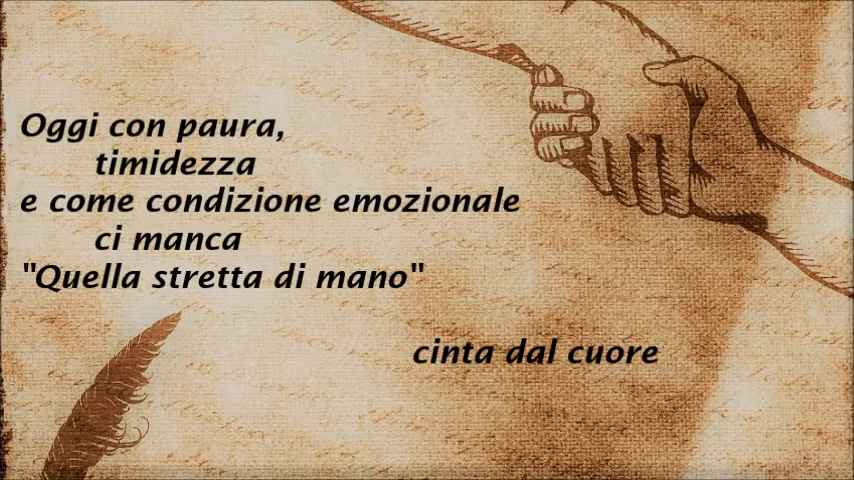 Oggi con paura,
timidezza
e come condizione emozionale
ci manca
"Quella stretta di mano"
cinta dal cuore